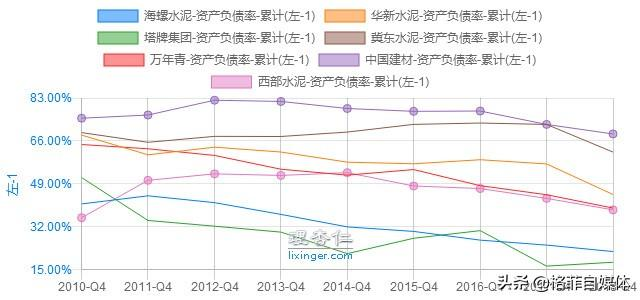 海螺水泥-资产负债率-累计(左-1)
华新水泥-资产负债率-累计(左-1)
塔牌集团-资产负债率-累计(左-1)
冀东水泥-资产负债率-累计(左-1)
万年青-资产负债率-累计(左-1)
中国建材-资产负债率-累计(左-1)
西部水泥-资产负债率-累计(左-1)
83.00%
66.00%
49.00%
32.00%
15.00%
左-1
理杏仁
lixinger.com
2010-Q4
2011-Q4
2012-Q4
2013-Q4
2014-Q4
2015-Q4
2016-Q4
头条@铭菲自媒体